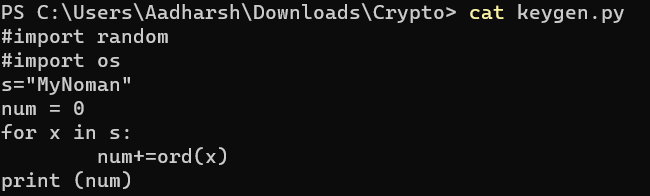 PS C:\Users\Aadharsh\Downloads\Crypto> cat keygen.py
#import random
#import os
s="MyNoman"
num = 0
for x in s:
        num+=ord(x)
print (num)